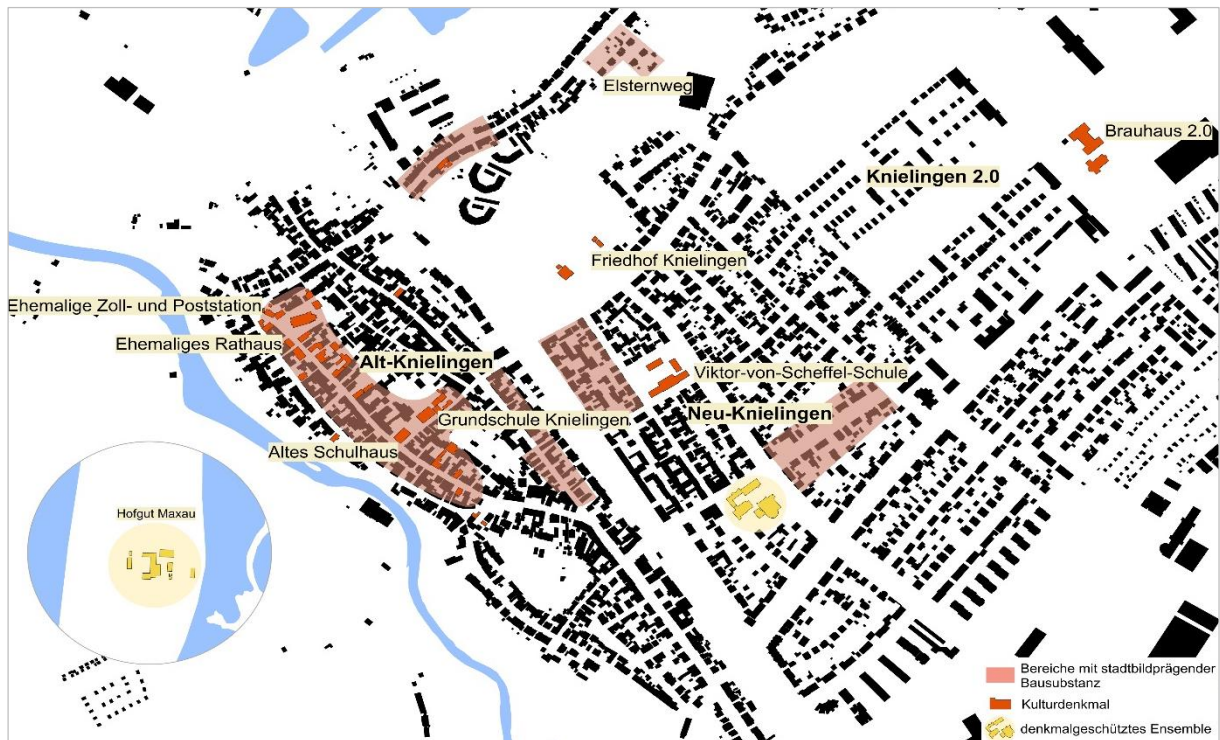 Elsternweg
Brauhaus 2.0
Knielingen 2.0
Friedhof Knielingen
Ehemalige Zoll- und Poststation
Ehemaliges Rathaus
Alt-Knielingen
Viktor-von-Scheffel-Schule
Neu-Knielingen
Grundschule Knielingen
Altes Schulhaus
Hofgut Maxau
Bereiche mit stadtbildprägender
Bausubstanz
Kulturdenkmal
denkmalgeschütztes Ensemble